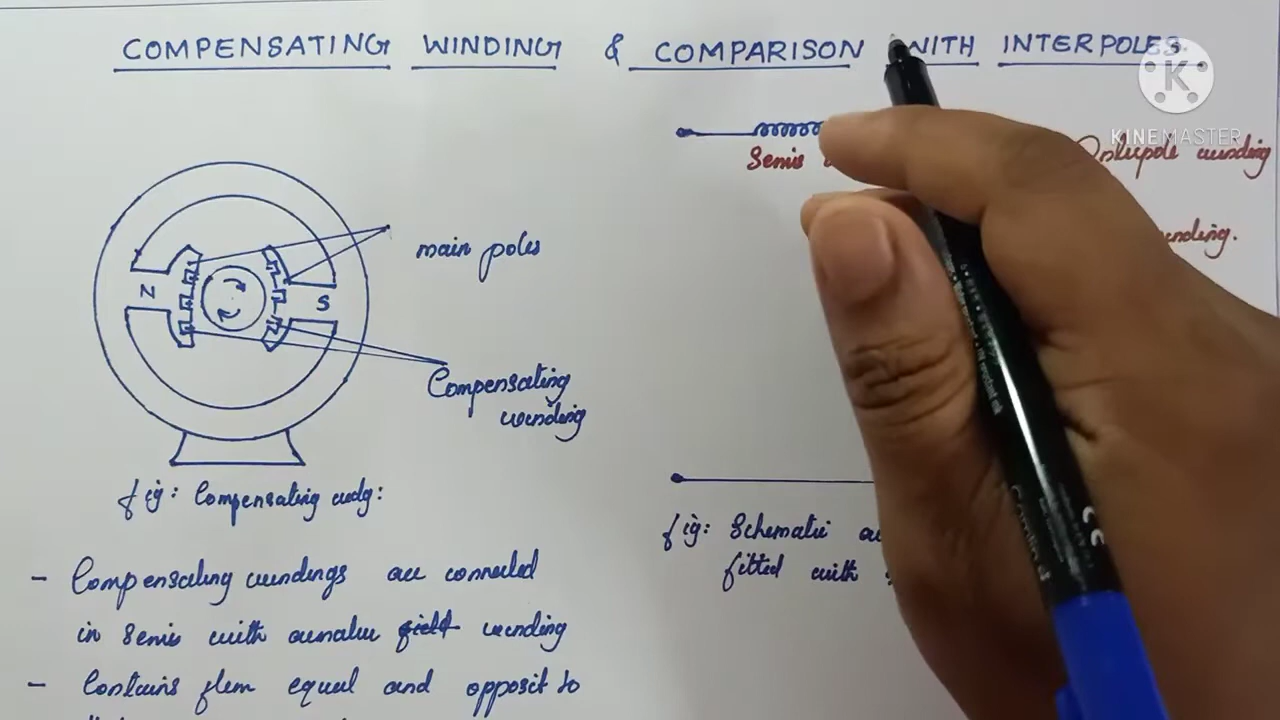 COMPENSATING WINDING & COMPARISON WITH INTERPOLES
K
KINEMASTER
Series
Interpole winding
winding.
main poles
N
S
Compensating
winding
fig: Compensating wdg:
fig: Schematic
fitted with
- Compensating windings are connected
in series with armature field winding
- Contains flem equal and opposit to